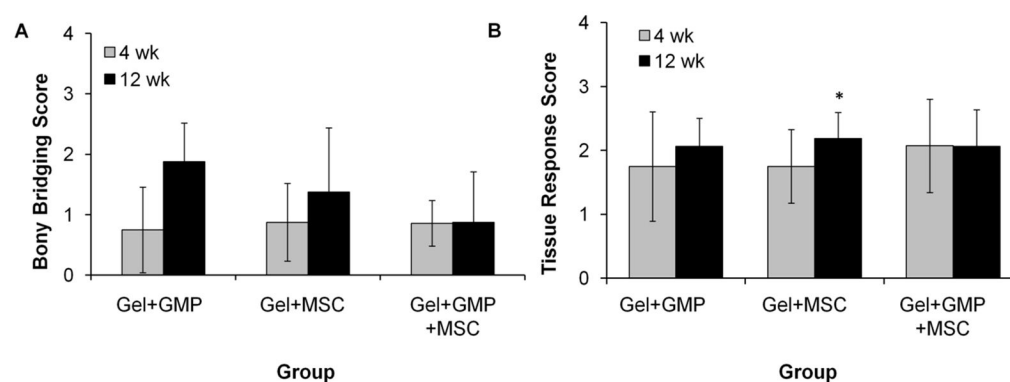 A
Bony Bridging Score
4
3
2
1
0
4 wk
12 wk
Gel+GMP
Gel+MSC
Gel+GMP
+MSC
Group
B
Tissue Response Score
4
3
2
1
0
4 wk
12 wk
*
Gel+GMP
Gel+MSC
Gel+GMP
+MSC
Group